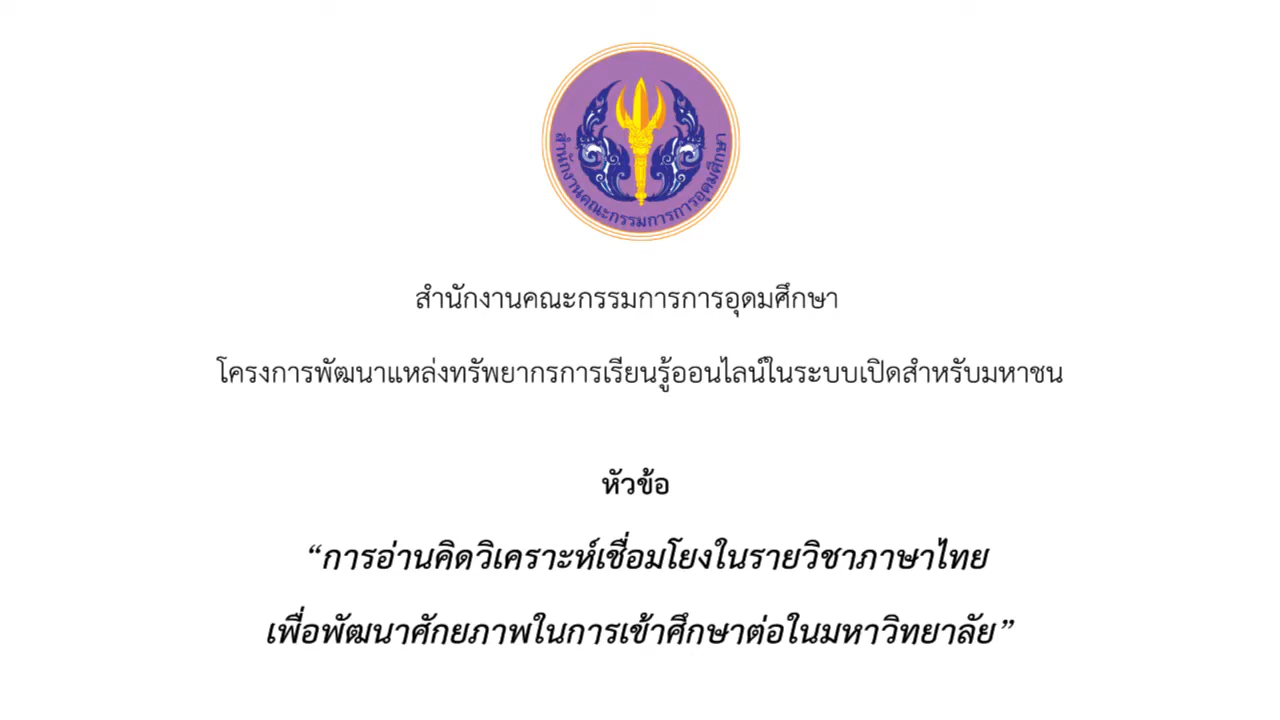 สำนักงานคณะกรรมการการอุดมศึกษา
สำนักงานคณะกรรมการการอุดมศึกษา
โครงการพัฒนาแหล่งทรัพยากรการเรียนรู้ออนไลน์ในระบบเปิดสำหรับมหาชน
หัวข้อ
“การอ่านคิดวิเคราะห์เชื่อมโยงในรายวิชาภาษาไทย
เพื่อพัฒนาศักยภาพในการเข้าศึกษาต่อในมหาวิทยาลัย”